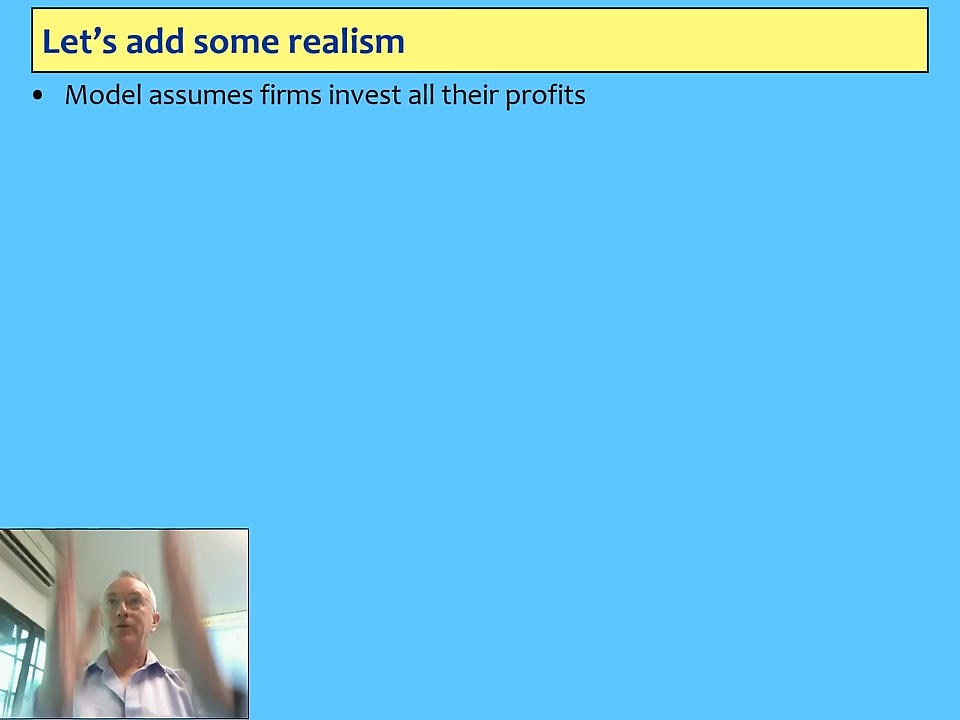 Let’s add some realism
• Model assumes firms invest all their profits